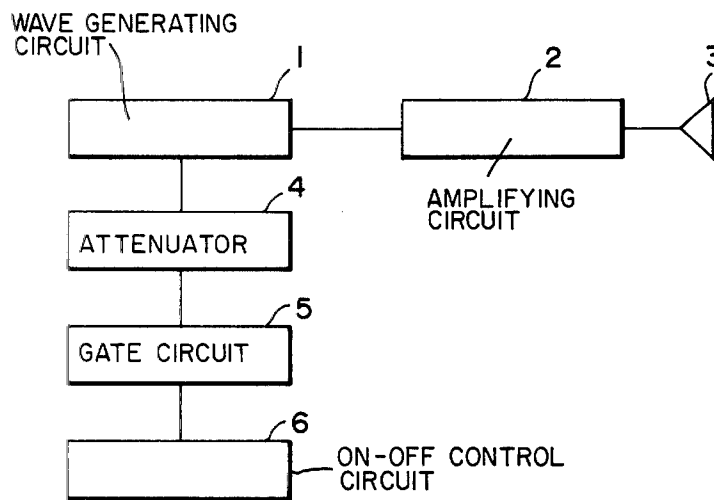 WAVE GENERATING
CIRCUIT
1
2
3
AMPLIFYING
CIRCUIT
4
ATTENUATOR
5
GATE CIRCUIT
6
ON-OFF CONTROL
CIRCUIT